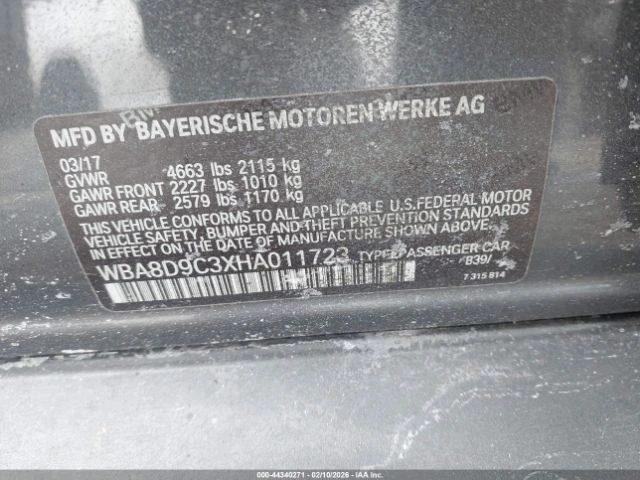 MFD BY BAYERISCHE MOTOREN WERKE AG
03/17
GVWR 4663 lbs 2115 kg
GAWR FRONT 2227 lbs 1010 kg
GAWR REAR 2579 lbs 1170 kg
THIS VEHICLE CONFORMS TO ALL APPLICABLE U.S.FEDERAL MOTOR
VEHICLE SAFETY, BUMPER, AND THEFT PREVENTION STANDARDS
IN EFFECT ON THE DATE OF MANUFACTURE SHOWN ABOVE.
WBA8D9C3XHA011723 TYPE: PASSENGER CAR
B39/
7 315 814
000-44340271 - 02/10/2026 - IAA Inc.